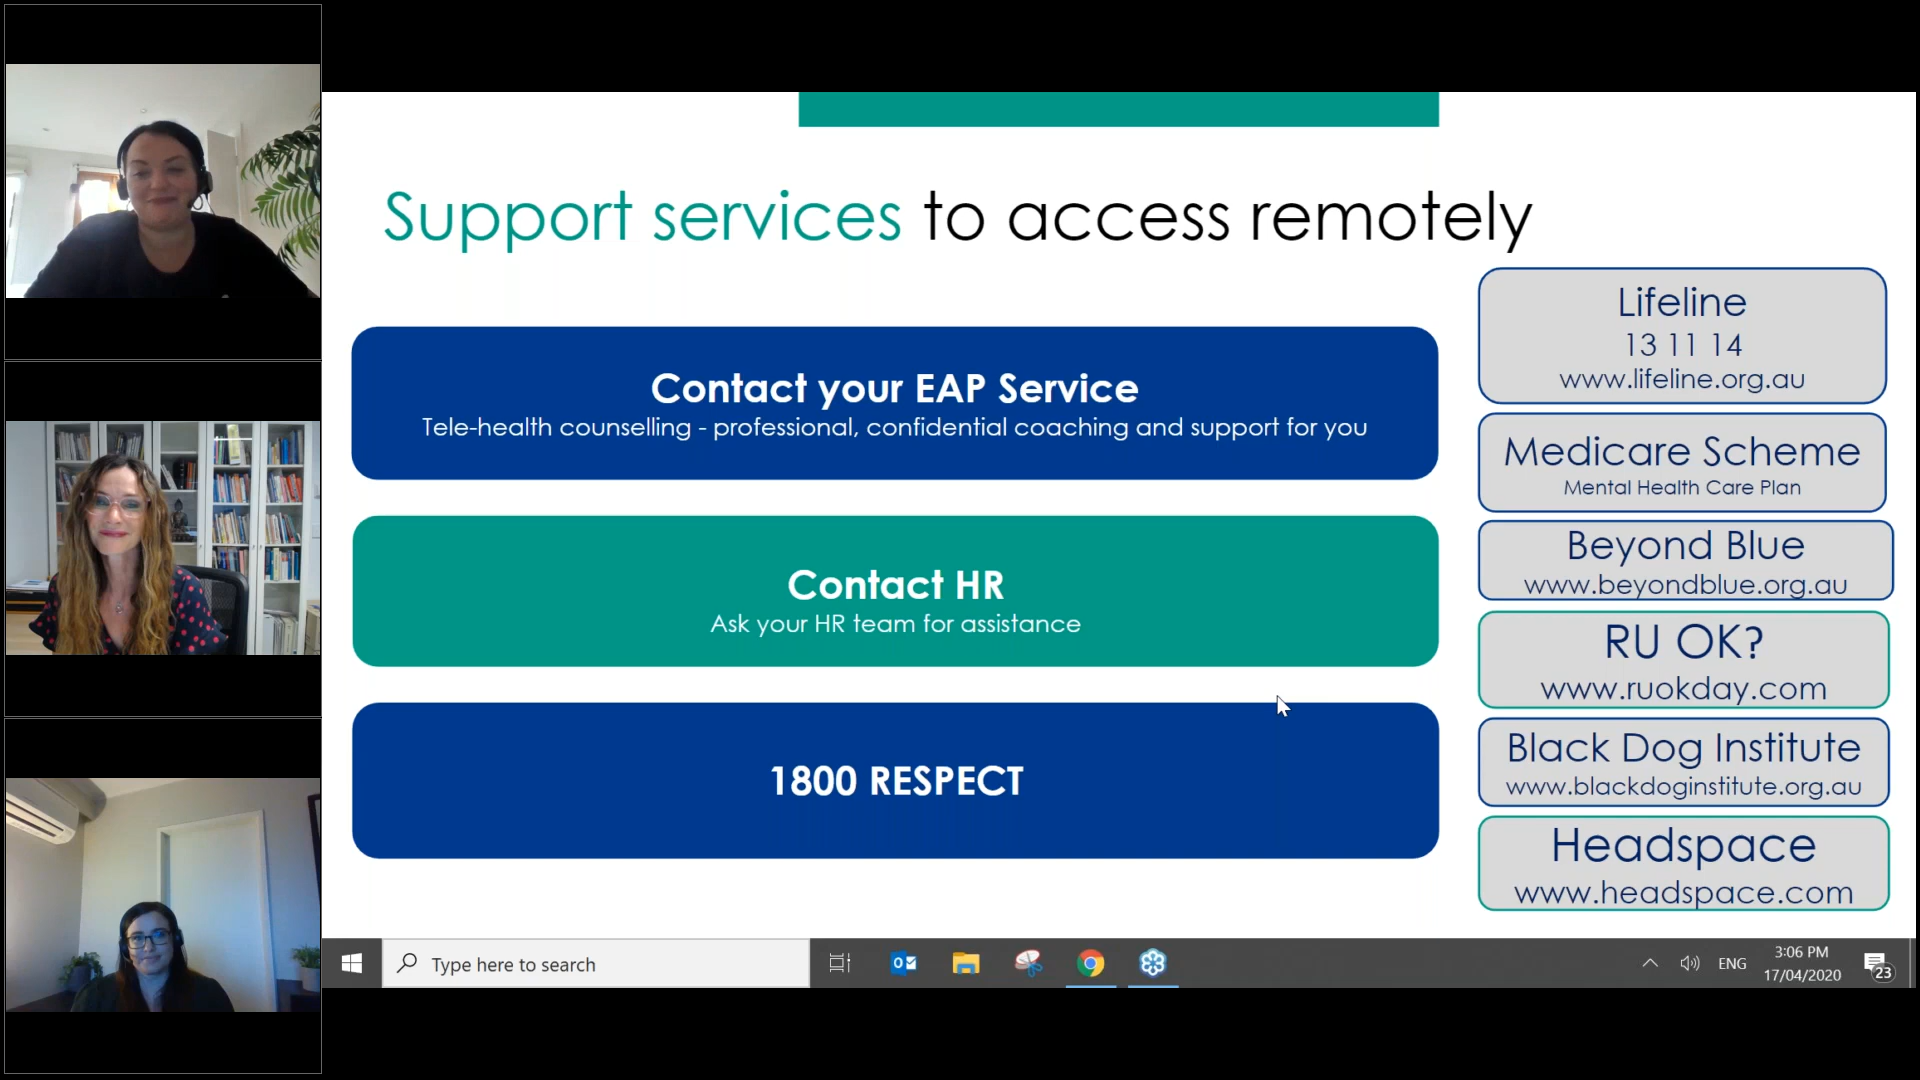 Support services to access remotely
Contact your EAP Service
Tele-health counselling - professional, confidential coaching and support for you
Contact HR
Ask your HR team for assistance
1800 RESPECT
Lifeline
13 11 14
www.lifeline.org.au
Medicare Scheme
Mental Health Care Plan
Beyond Blue
www.beyondblue.org.au
RU OK?
www.ruokday.com
Black Dog Institute
www.blackdoginstitute.org.au
Headspace
www.headspace.com
Type here to search
ENG
3:06 PM
17/04/2020
23